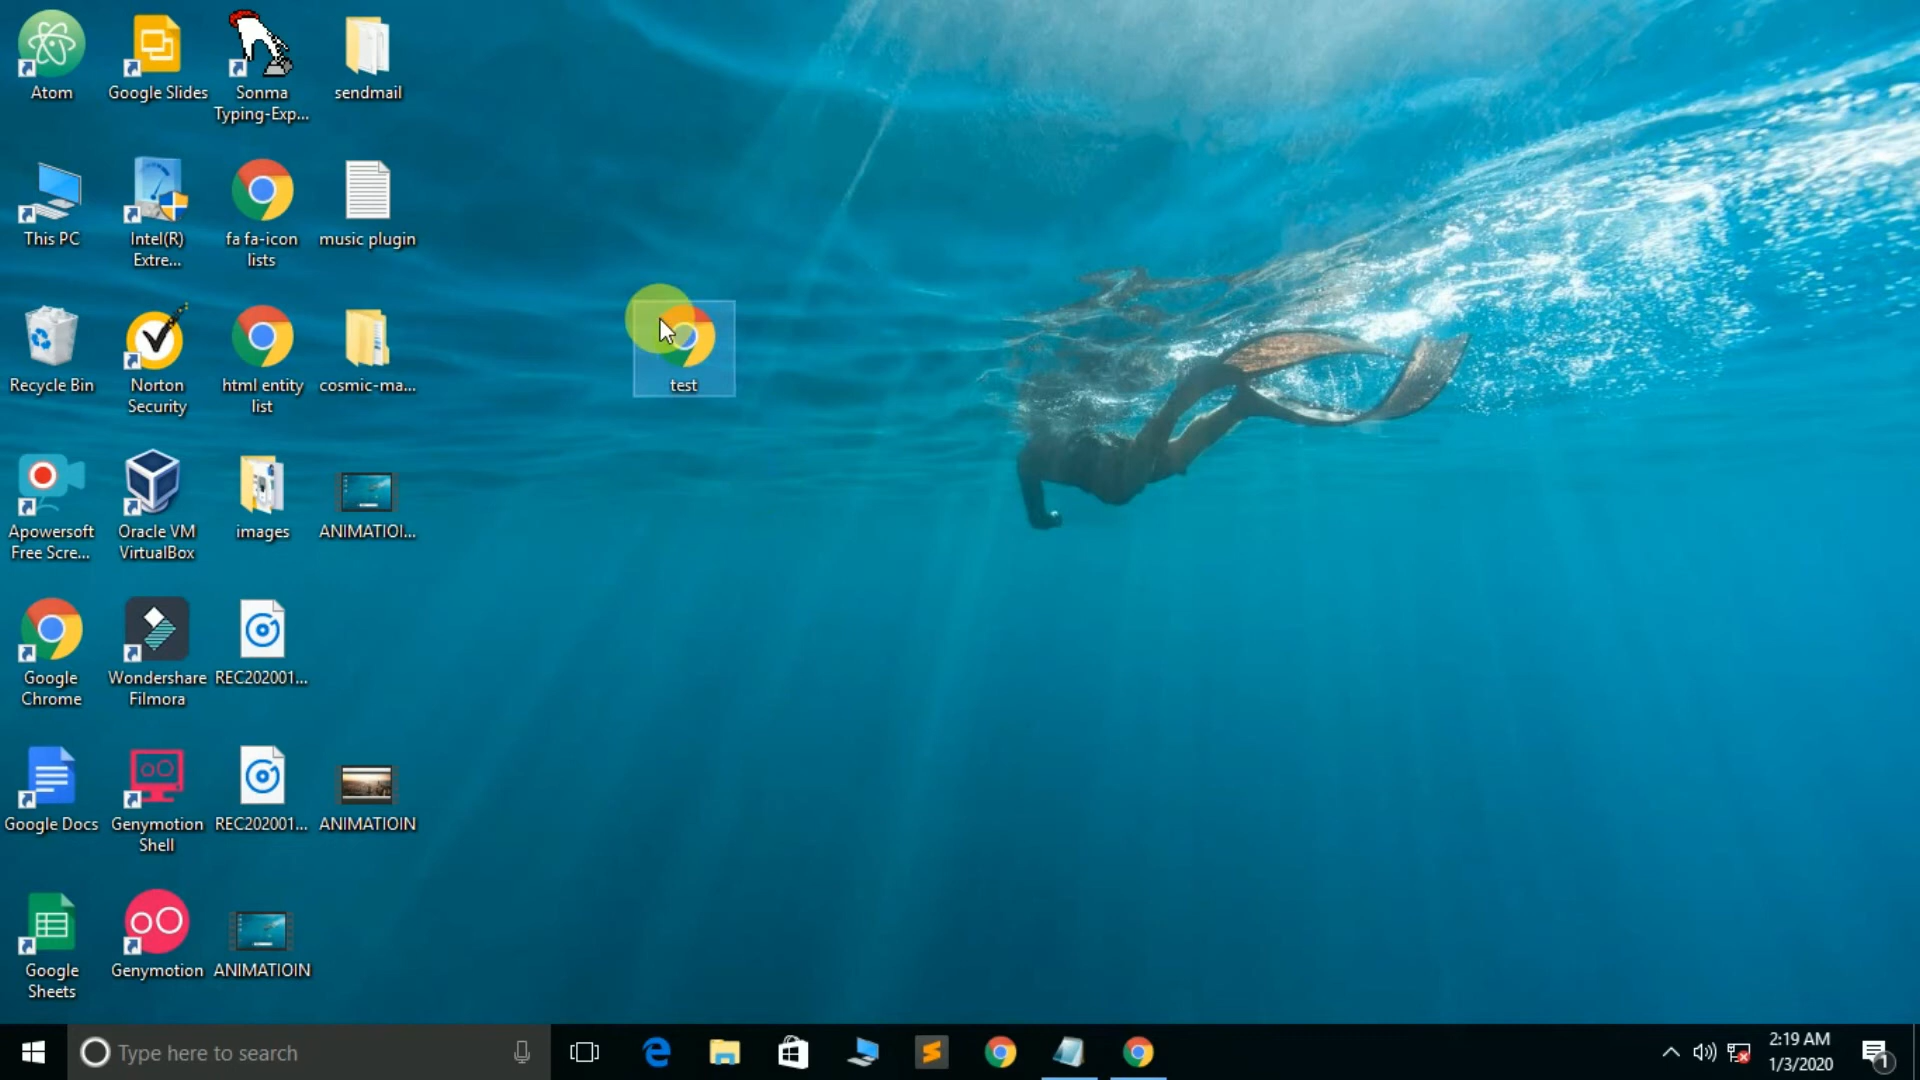 Atom
Google Slides
Sonma
Typing-Exp...
sendmail
This PC
Intel(R)
Extre...
fa fa-icon
lists
music plugin
Recycle Bin
Norton
Security
html entity
list
cosmic-ma...
test
Apowersoft
Free Scre...
Oracle VM
VirtualBox
images
ANIMATIOI...
Google
Chrome
Wondershare
Filmora
REC202001...
Google Docs
Genymotion
Shell
REC202001...
ANIMATIOIN
Google
Sheets
Genymotion
ANIMATIOIN
Type here to search
2:19 AM
1/3/2020
1